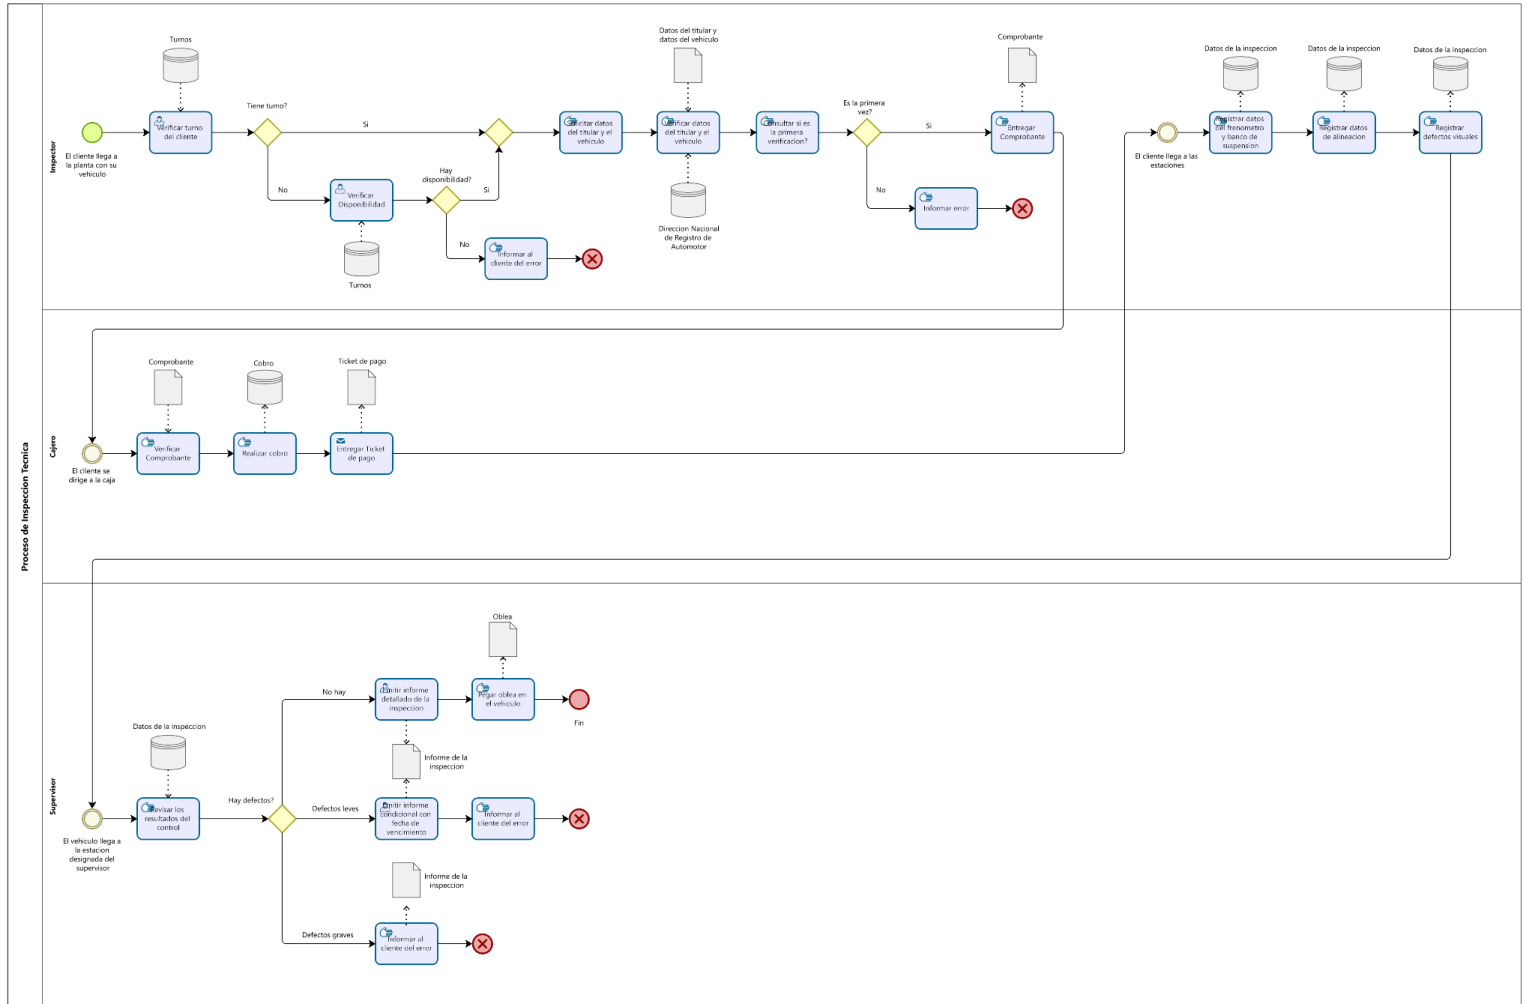 Proceso de Inspeccion Tecnica
Inspector
Turnos
El cliente llega a
la planta con su
vehiculo
Verificar turno
del cliente
Tiene turno?
Si
No
Verificar
Disponibilidad
Turnos
Hay
disponibilidad?
Si
No
Informar al
cliente del error
Solicitar datos
del titular y el
vehiculo
Datos del titular y
datos del vehiculo
Verificar datos
del titular y el
vehiculo
Direccion Nacional
de Registro de
Automotor
Consultar si es
la primera
verificacion?
Es la primera
vez?
Si
No
Informar error
Comprobante
Entregar
Comprobante
El cliente llega a las
estaciones
Datos de la inspeccion
Registrar datos
del frenometro
y banco de
suspension
Datos de la inspeccion
Registrar datos
de alineacion
Datos de la inspeccion
Registrar
defectos visuales
Cajero
El cliente se
dirige a la caja
Comprobante
Verificar
Comprobante
Cobro
Realizar cobro
Ticket de pago
Entregar Ticket
de pago
Supervisor
El vehiculo llega a
la estacion
designada del
supervisor
Datos de la inspeccion
Revisar los
resultados del
control
Hay defectos?
No hay
Emitir informe
detallado de la
inspeccion
Oblea
Pegar oblea en
el vehiculo
Fin
Informe de la
inspeccion
Defectos leves
Emitir informe
condicional con
fecha de
vencimiento
Informar al
cliente del error
Informe de la
inspeccion
Defectos graves
Informar al
cliente del error